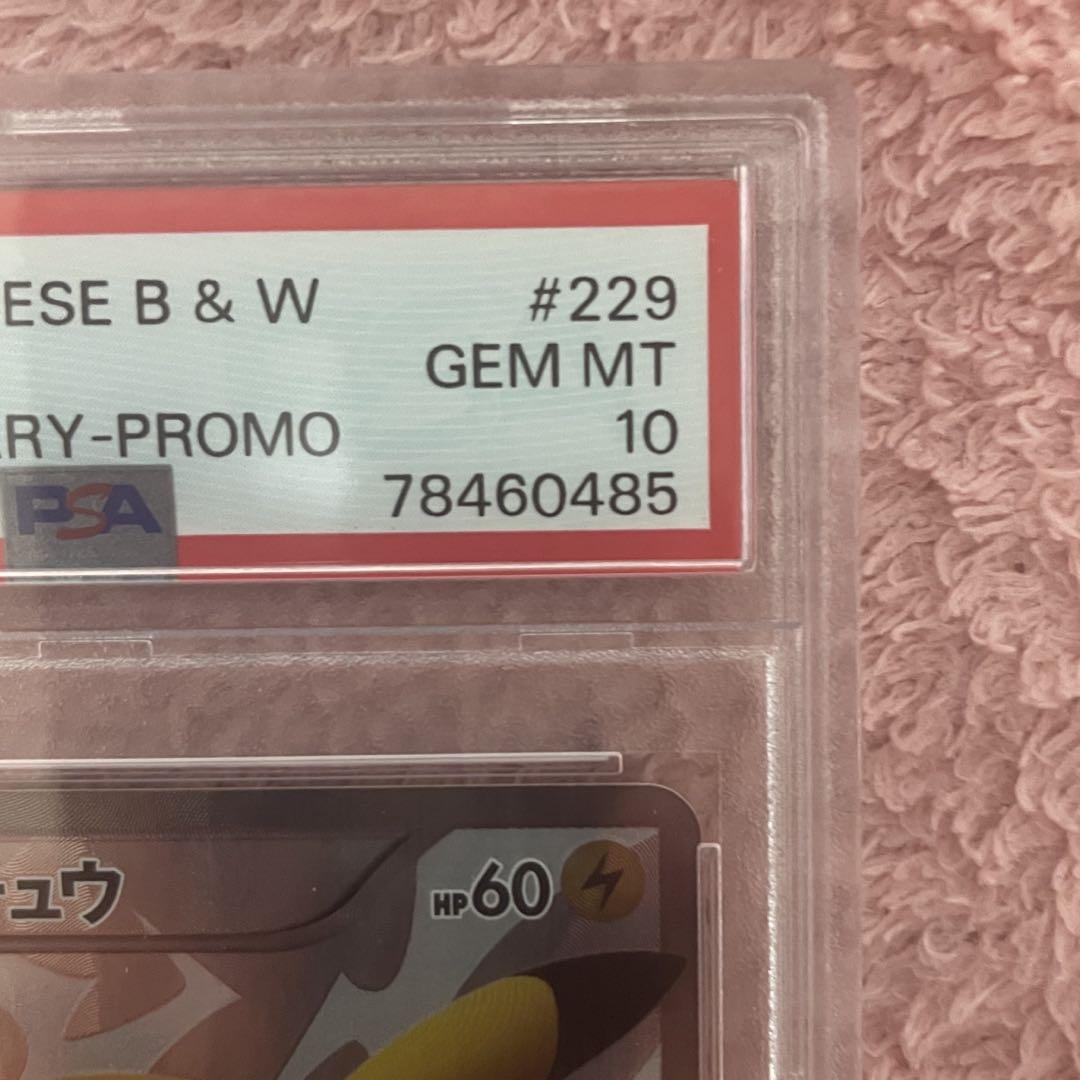 ESE B & W #229
GEM MT
RY-PROMO 10
PSA 78460485
ュウ HP60